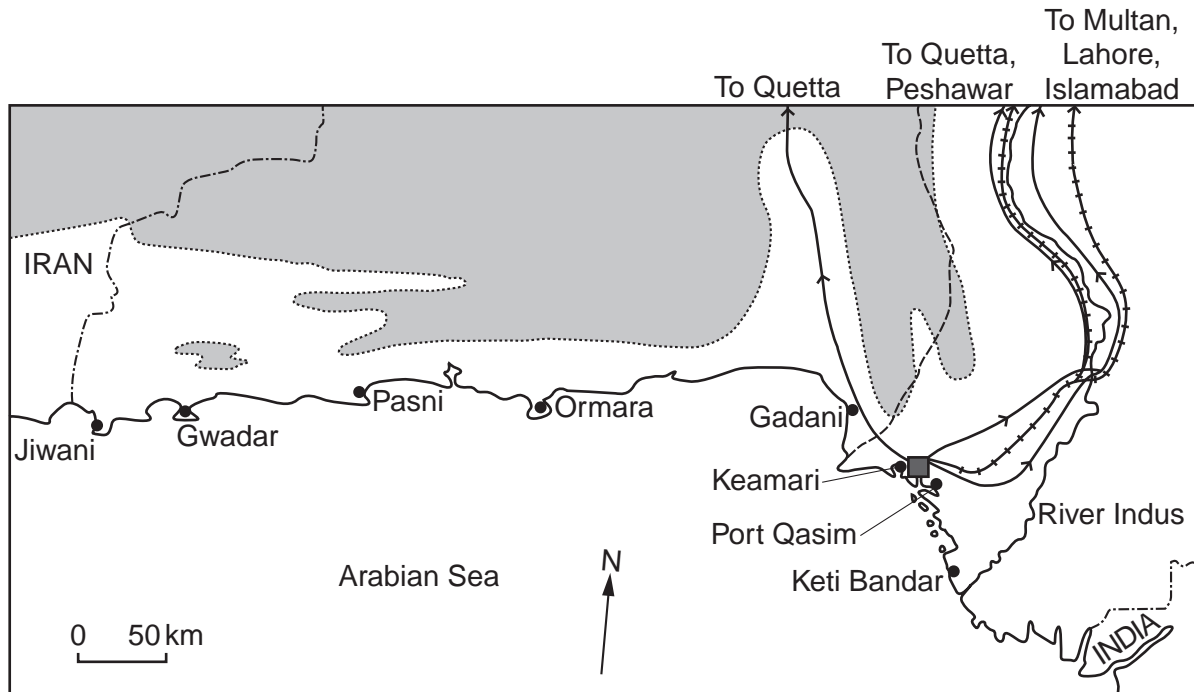 To Multan,
Lahore,
Islamabad
To Quetta,
Peshawar
To Quetta
IRAN
Jiwani
Gwadar
Pasni
Ormara
Gadani
Keamari
Port Qasim
River Indus
Keti Bandar
Arabian Sea
N
0 50 km
INDIA